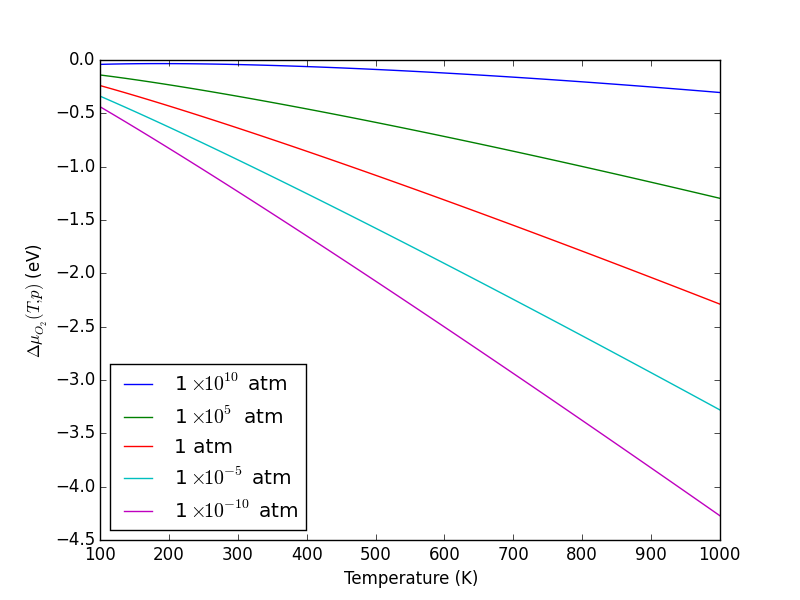 0.0
−0.5
−1.0
−1.5
−2.0
−2.5
−3.0
−3.5
−4.0
−4.5
Δμ_{O_2}(T,p) (eV)
1×10^{10} atm
1×10^{5} atm
1 atm
1×10^{−5} atm
1×10^{−10} atm
100 200 300 400 500 600 700 800 900 1000
Temperature (K)